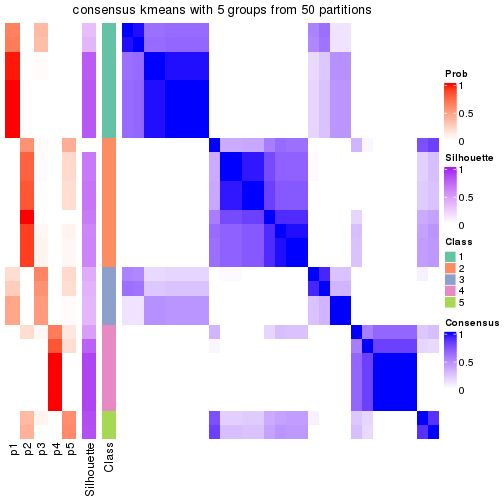 consensus kmeans with 5 groups from 50 partitions
Prob
1
0.5
0
Silhouette
1
0.5
0
Class
1
2
3
4
5
Consensus
1
0.5
0
p1
p2
p3
p4
p5
Silhouette
Class